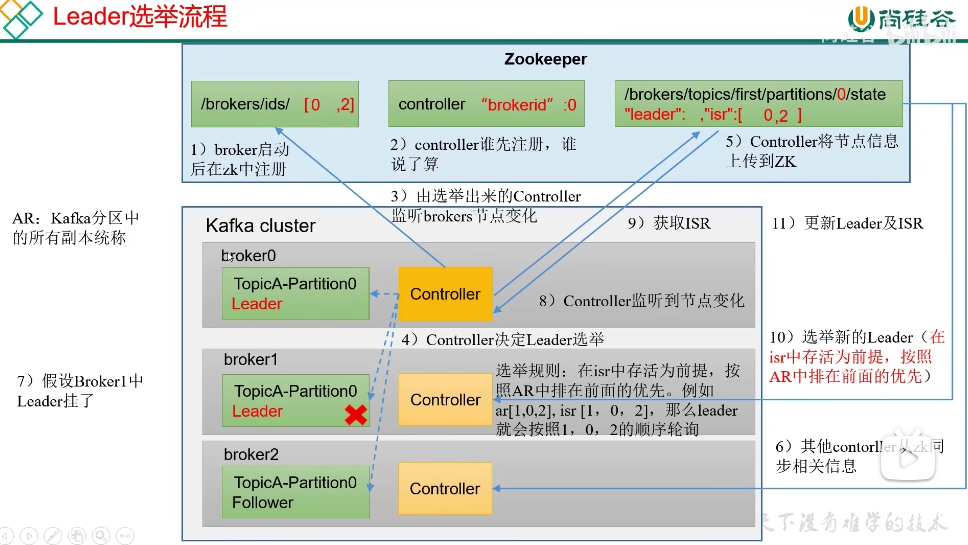 Leader选举流程
尚硅谷
Zookeeper
/brokers/ids/ [ 0 ,2]
controller “brokerid” :0
/brokers/topics/first/partitions/0/state
"leader": ,"isr":[ 0,2 ]
1）broker启动
后在zk中注册
2）controller谁先注册，谁
说了算
5）Controller将节点信息
上传到ZK
3）由选举出来的Controller
监听brokers节点变化
AR：Kafka分区中
的所有副本统称
Kafka cluster
9）获取ISR
11）更新Leader及ISR
broker0
TopicA-Partition0
Leader
Controller
8）Controller监听到节点变化
4）Controller决定Leader选举
10）选举新的Leader（在
isr中存活为前提，按照
AR中排在前面的优先）
broker1
7）假设Broker1中
Leader挂了
TopicA-Partition0
Leader
Controller
选举规则：在isr中存活为前提，按
照AR中排在前面的优先。例如
ar[1,0,2], isr [1，0，2]，那么leader
就会按照1，0，2的顺序轮询
broker2
6）其他contorller从zk同
步相关信息
TopicA-Partition0
Follower
Controller
天下没有难学的技术